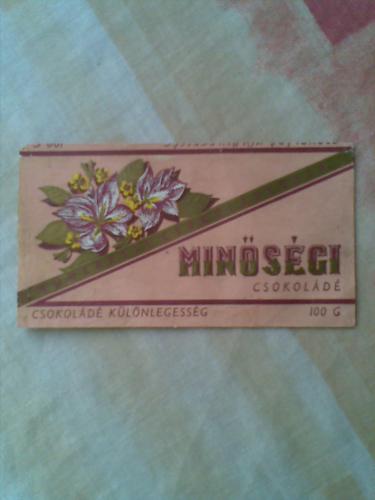 MINŐSÉGI
CSOKOLÁDÉ
CSOKOLÁDÉ KÜLÖNLEGESSÉG 100 G